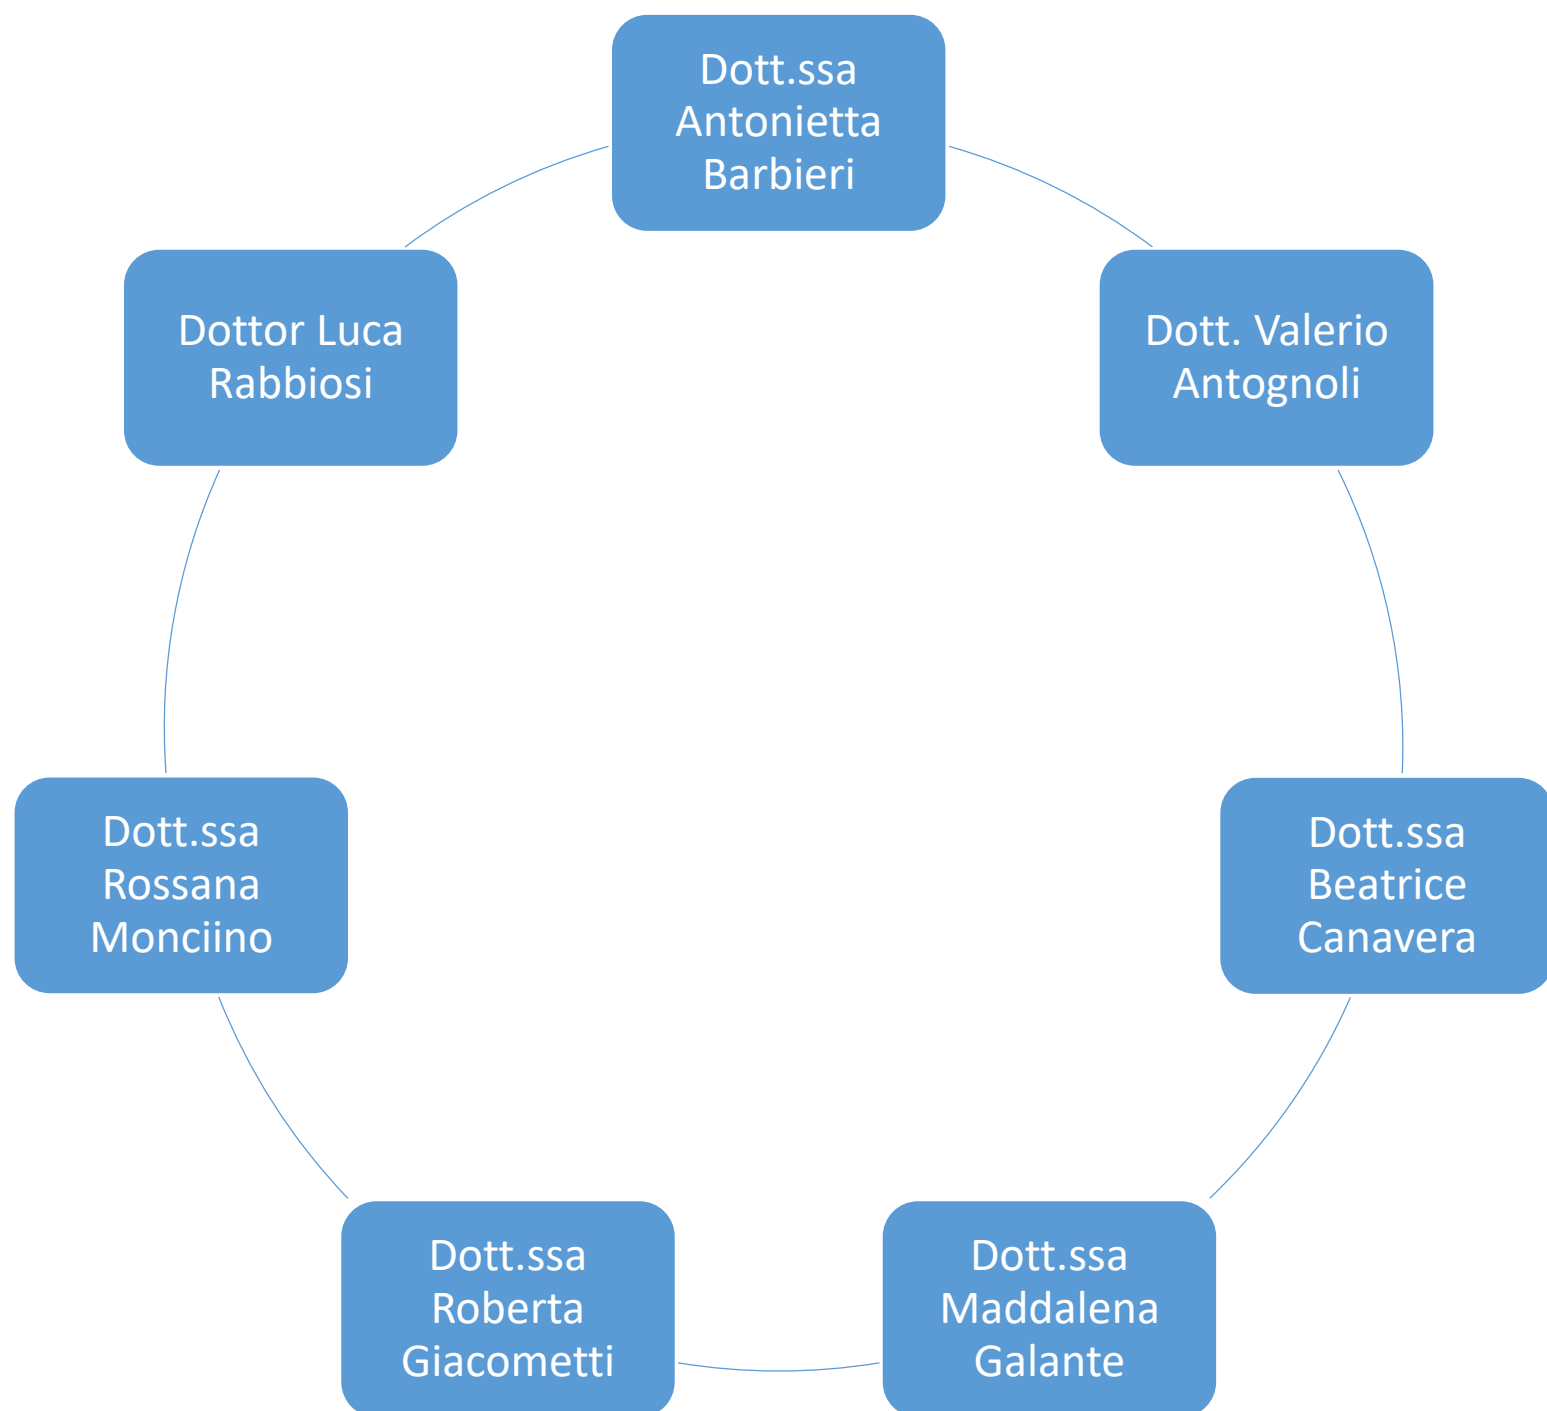 Dott.ssa
Antonietta
Barbieri
Dottor Luca
Rabbiosi
Dott. Valerio
Antognoli
Dott.ssa
Rossana
Monciino
Dott.ssa
Beatrice
Canavera
Dott.ssa
Roberta
Giacometti
Dott.ssa
Maddalena
Galante